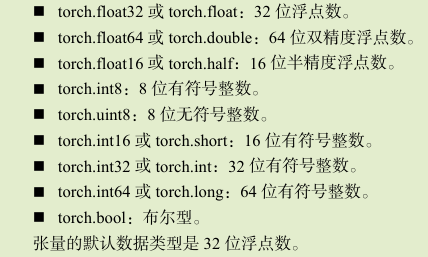 ■ torch.float32 或 torch.float：32 位浮点数。
■ torch.float64 或 torch.double：64 位双精度浮点数。
■ torch.float16 或 torch.half：16 位半精度浮点数。
■ torch.int8：8 位有符号整数。
■ torch.uint8：8 位无符号整数。
■ torch.int16 或 torch.short：16 位有符号整数。
■ torch.int32 或 torch.int：32 位有符号整数。
■ torch.int64 或 torch.long：64 位有符号整数。
■ torch.bool：布尔型。
张量的默认数据类型是 32 位浮点数。